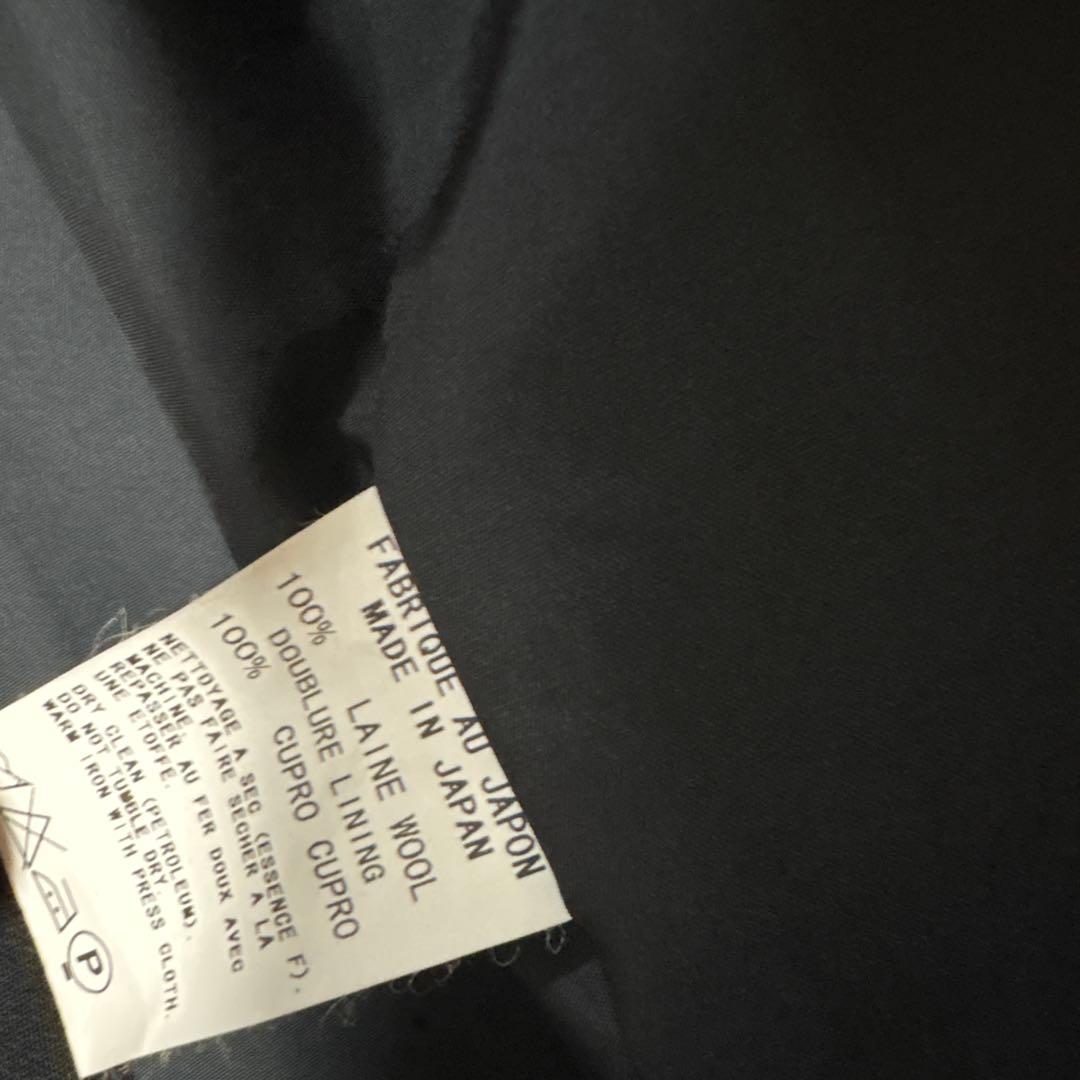 FABRIQUE AU JAPON
MADE IN JAPAN
100% LAINE WOOL
DOUBLURE LINING
100% CUPRO CUPRO
NETTOYAGE A SEC (ESSENCE F).
NE PAS FAIRE SECHER A LA
MACHINE.
REPASSER AU FER DOUX AVEC
UNE ETOFFE.
DRY CLEAN (PETROLEUM).
DO NOT TUMBLE DRY.
WARM IRON WITH PRESS CLOTH.
P